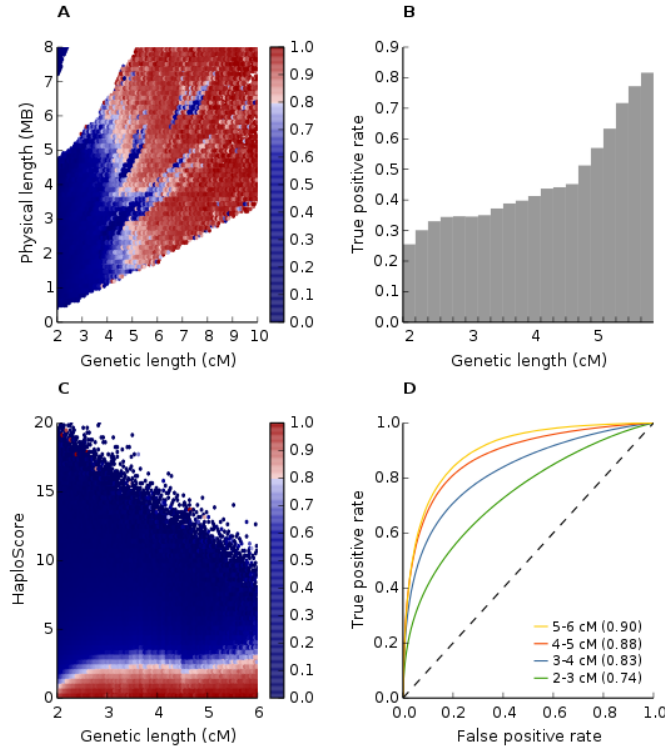 A
8
7
6
5
4
3
2
1
0
Physical length (MB)
2 3 4 5 6 7 8 9 10
Genetic length (cM)
1.0
0.9
0.8
0.7
0.6
0.5
0.4
0.3
0.2
0.1
0.0
B
0.9
0.8
0.7
0.6
0.5
0.4
0.3
0.2
0.1
0.0
True positive rate
2 3 4 5
Genetic length (cM)
C
20
15
10
5
0
HaploScore
2 3 4 5 6
Genetic length (cM)
1.0
0.9
0.8
0.7
0.6
0.5
0.4
0.3
0.2
0.1
0.0
D
1.0
0.8
0.6
0.4
0.2
0.0
True positive rate
5-6 cM (0.90)
4-5 cM (0.88)
3-4 cM (0.83)
2-3 cM (0.74)
0.0 0.2 0.4 0.6 0.8 1.0
False positive rate